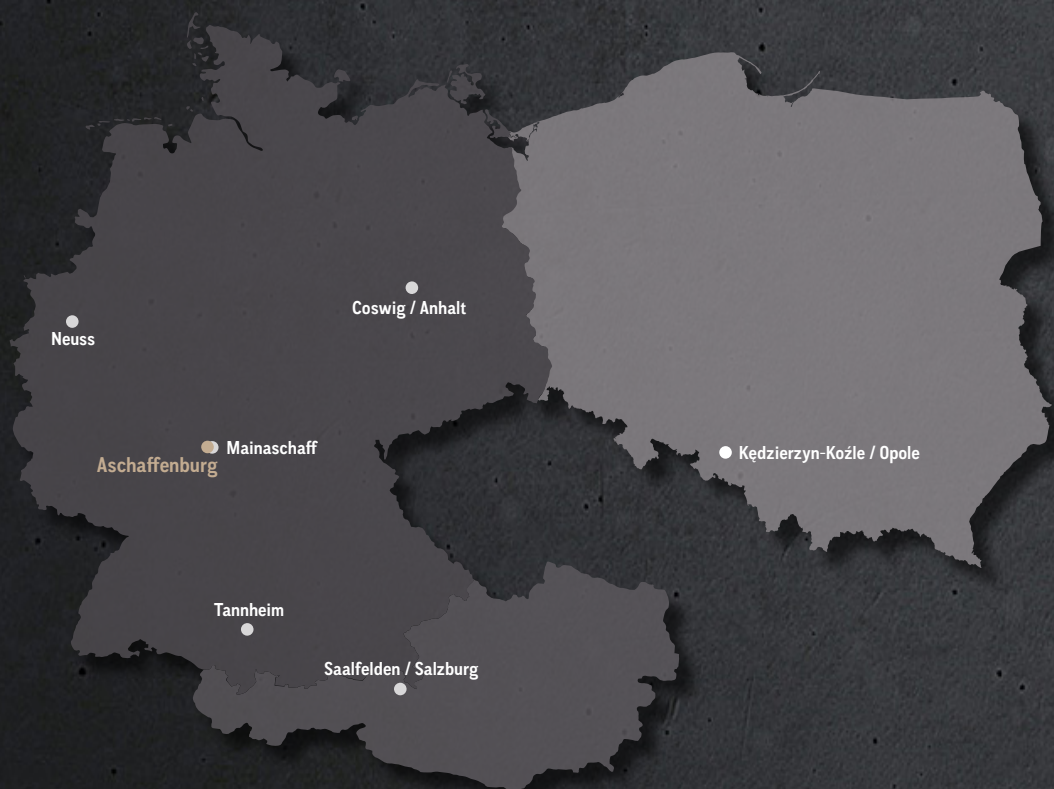 Coswig / Anhalt
Neuss
Mainaschaff
Aschaffenburg
Kędzierzyn-Koźle / Opole
Tannheim
Saalfelden / Salzburg